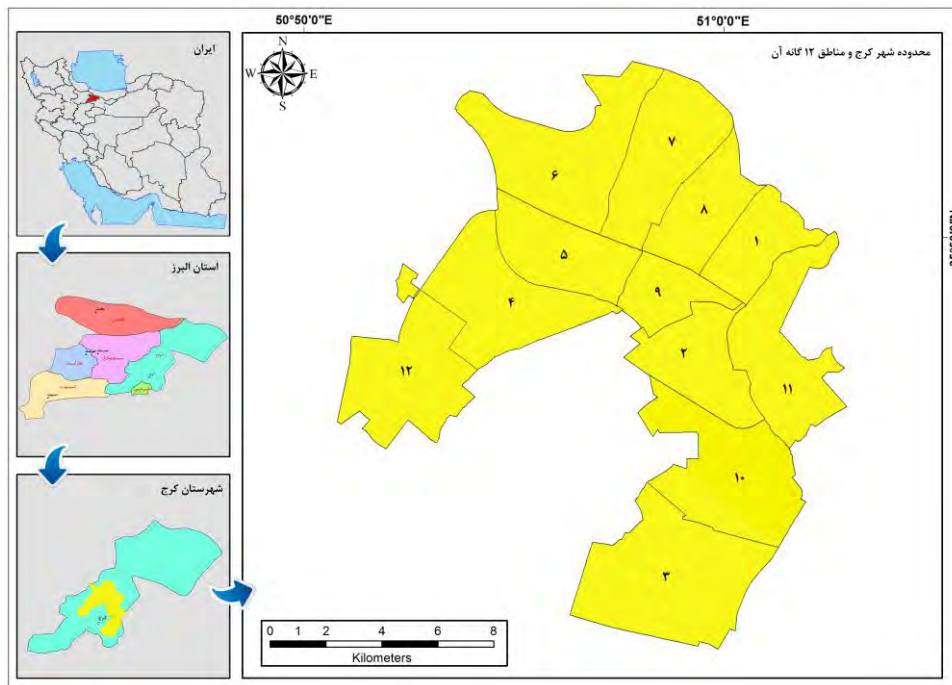 50°50'0"E
51°0'0"E
ایران
محدوده شهر کرج و مناطق ۱۲ گانه آن
N
W
E
S
۷
۶
۸
۱
۵
۹
۴
۲
۱۲
۱۱
۱۰
۳
استان البرز
شهرستان کرج
کرج
0 1 2 4 6 8
Kilometers